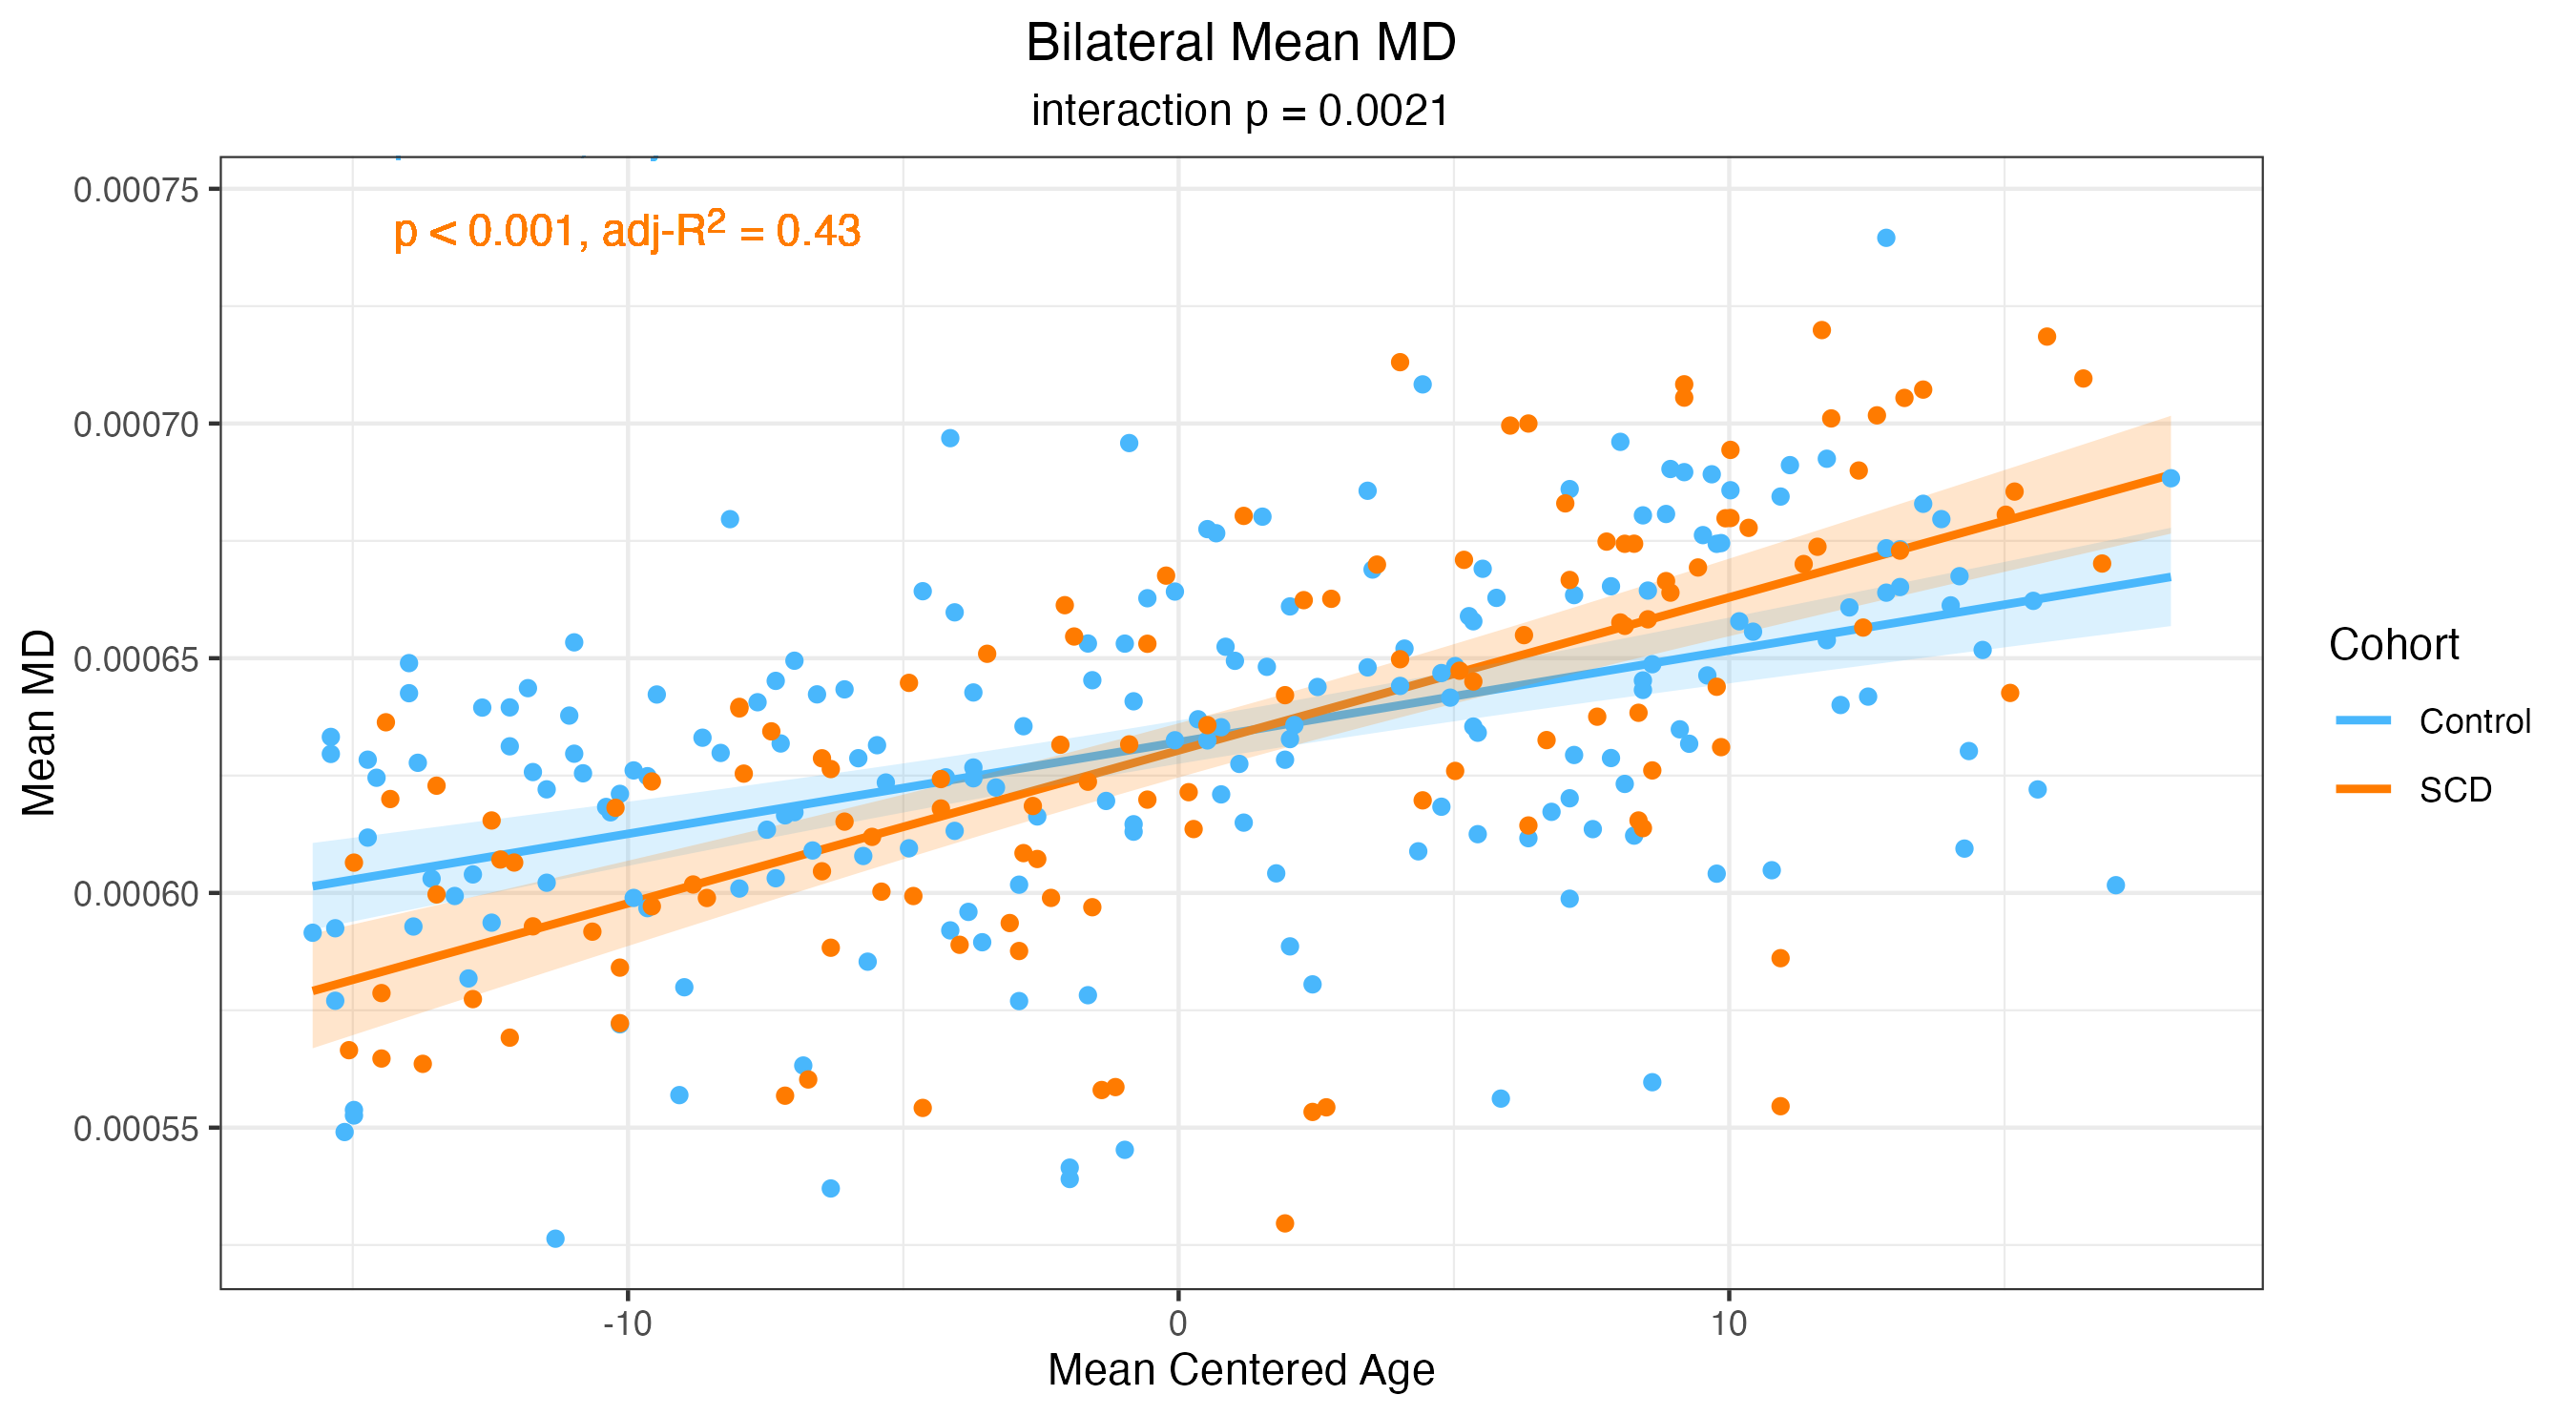 Bilateral Mean MD
interaction p = 0.0021
p < 0.001, adj-R² = 0.43
0.00075
0.00070
0.00065
0.00060
0.00055
Mean MD
-10 0 10
Mean Centered Age
Cohort
Control
SCD